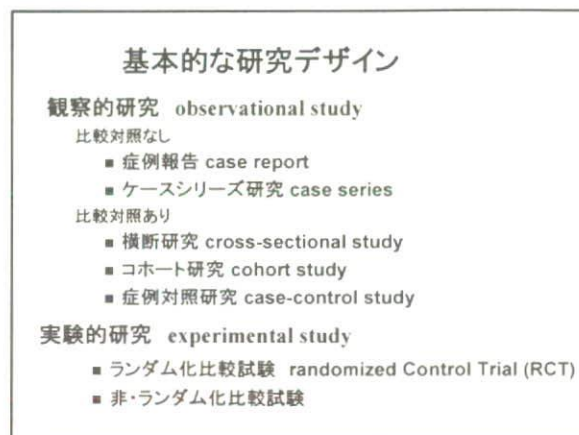 基本的な研究デザイン
観察的研究 observational study
比較対照なし
■ 症例報告 case report
■ ケースシリーズ研究 case series
比較対照あり
■ 横断研究 cross-sectional study
■ コホート研究 cohort study
■ 症例対照研究 case-control study
実験的研究 experimental study
■ ランダム化比較試験 randomized Control Trial (RCT)
■ 非・ランダム化比較試験